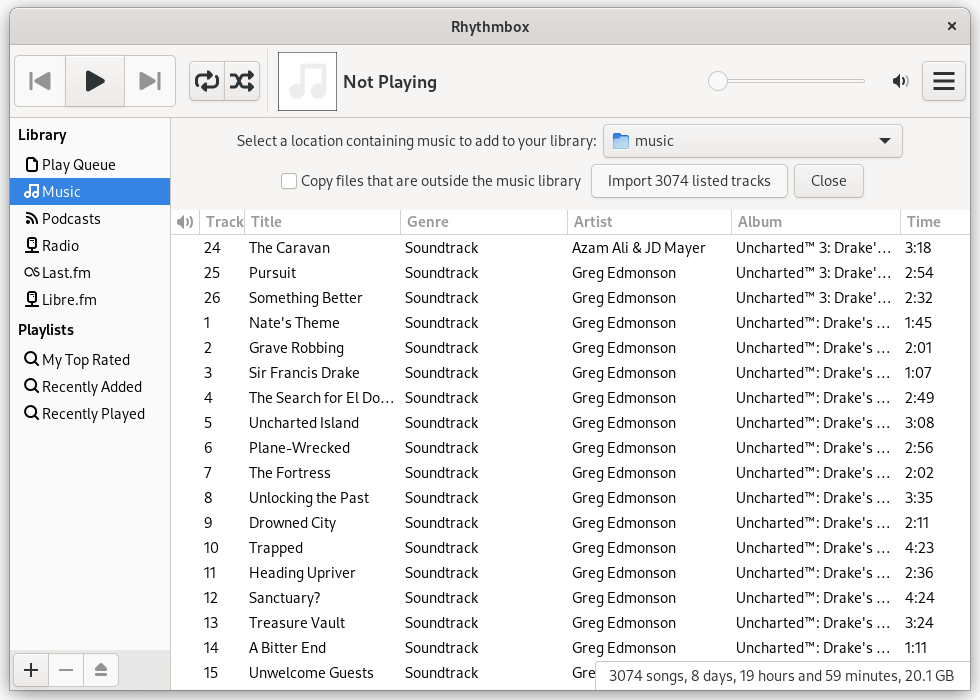 Rhythmbox
Not Playing
Library
Play Queue
Music
Podcasts
Radio
Last.fm
Libre.fm
Playlists
My Top Rated
Recently Added
Recently Played
Select a location containing music to add to your library: music
Copy files that are outside the music library Import 3074 listed tracks Close
Track Title Genre Artist Album Time
24 The Caravan Soundtrack Azam Ali & JD Mayer Uncharted™ 3: Drake'... 3:18
25 Pursuit Soundtrack Greg Edmonson Uncharted™ 3: Drake'... 2:54
26 Something Better Soundtrack Greg Edmonson Uncharted™ 3: Drake'... 2:32
1 Nate's Theme Soundtrack Greg Edmonson Uncharted™: Drake's ... 1:45
2 Grave Robbing Soundtrack Greg Edmonson Uncharted™: Drake's ... 2:01
3 Sir Francis Drake Soundtrack Greg Edmonson Uncharted™: Drake's ... 1:07
4 The Search for El Do... Soundtrack Greg Edmonson Uncharted™: Drake's ... 2:49
5 Uncharted Island Soundtrack Greg Edmonson Uncharted™: Drake's ... 3:08
6 Plane-Wrecked Soundtrack Greg Edmonson Uncharted™: Drake's ... 2:56
7 The Fortress Soundtrack Greg Edmonson Uncharted™: Drake's ... 2:02
8 Unlocking the Past Soundtrack Greg Edmonson Uncharted™: Drake's ... 3:35
9 Drowned City Soundtrack Greg Edmonson Uncharted™: Drake's ... 2:11
10 Trapped Soundtrack Greg Edmonson Uncharted™: Drake's ... 4:23
11 Heading Upriver Soundtrack Greg Edmonson Uncharted™: Drake's ... 2:36
12 Sanctuary? Soundtrack Greg Edmonson Uncharted™: Drake's ... 4:24
13 Treasure Vault Soundtrack Greg Edmonson Uncharted™: Drake's ... 3:24
14 A Bitter End Soundtrack Greg Edmonson Uncharted™: Drake's ... 1:11
15 Unwelcome Guests Soundtrack Gre
3074 songs, 8 days, 19 hours and 59 minutes, 20.1 GB